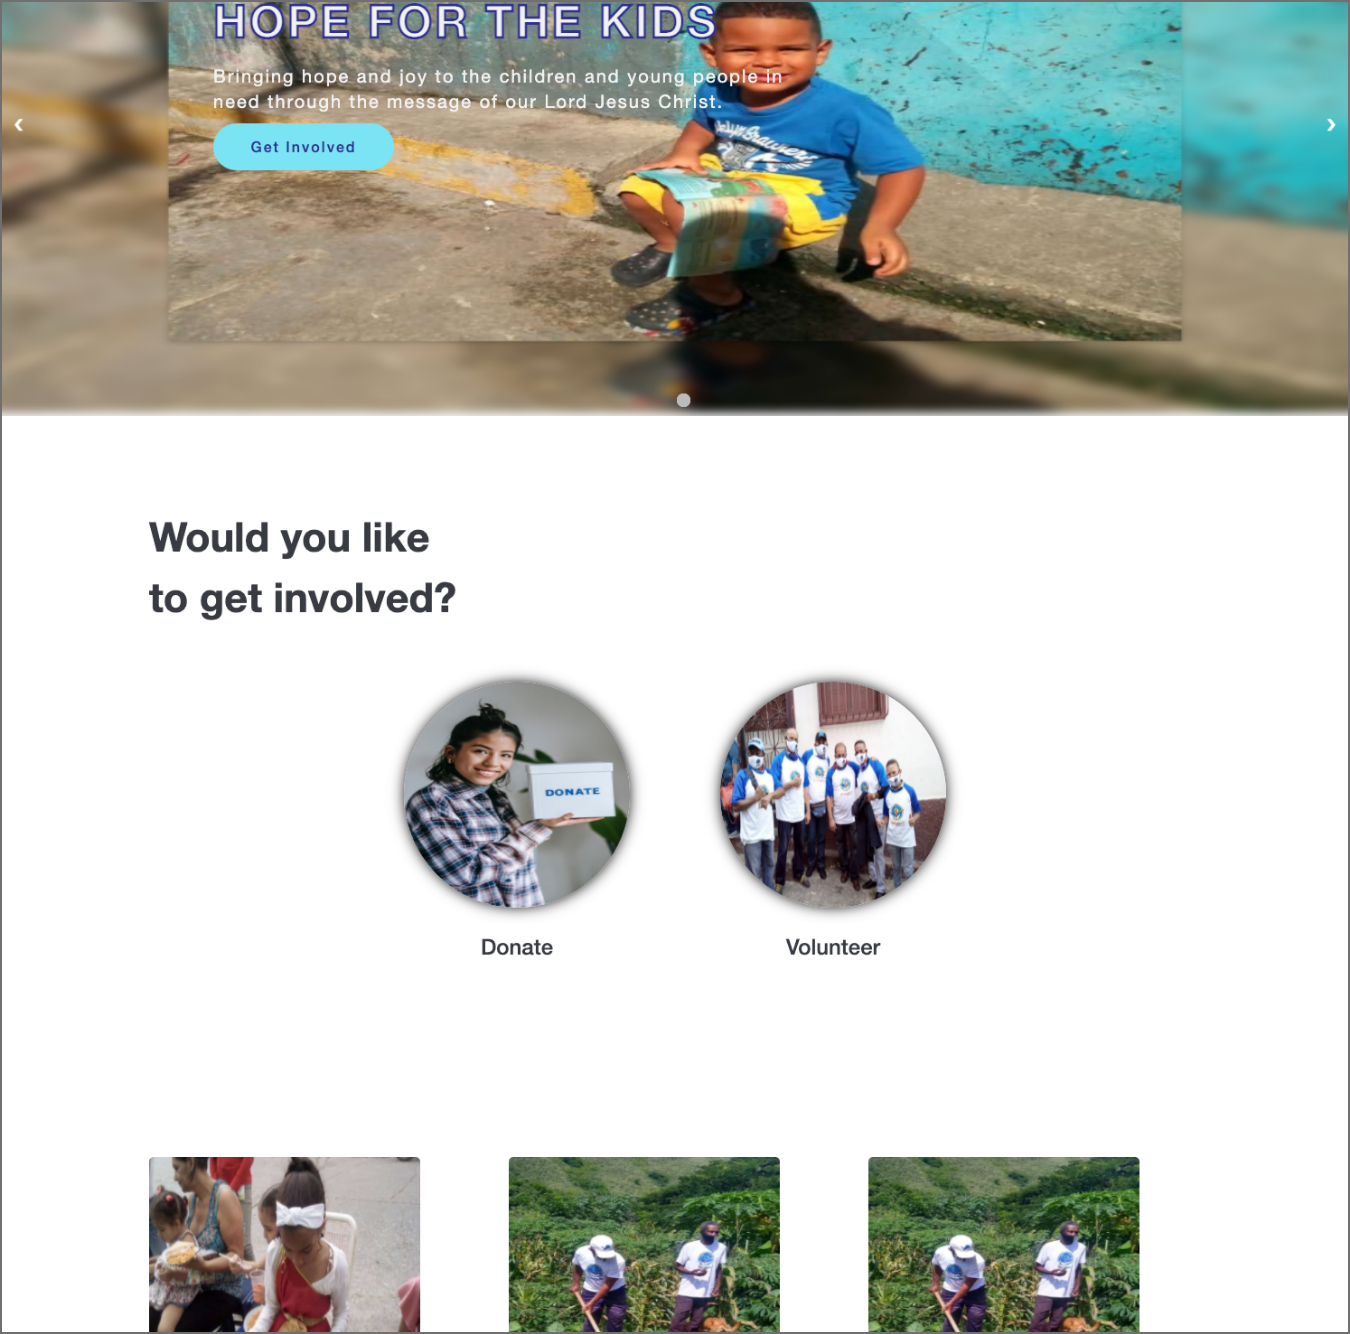 HOPE FOR THE KIDS
Bringing hope and joy to the children and young people in
need through the message of our Lord Jesus Christ.
Get Involved
Would you like
to get involved?
DONATE
Donate
Volunteer